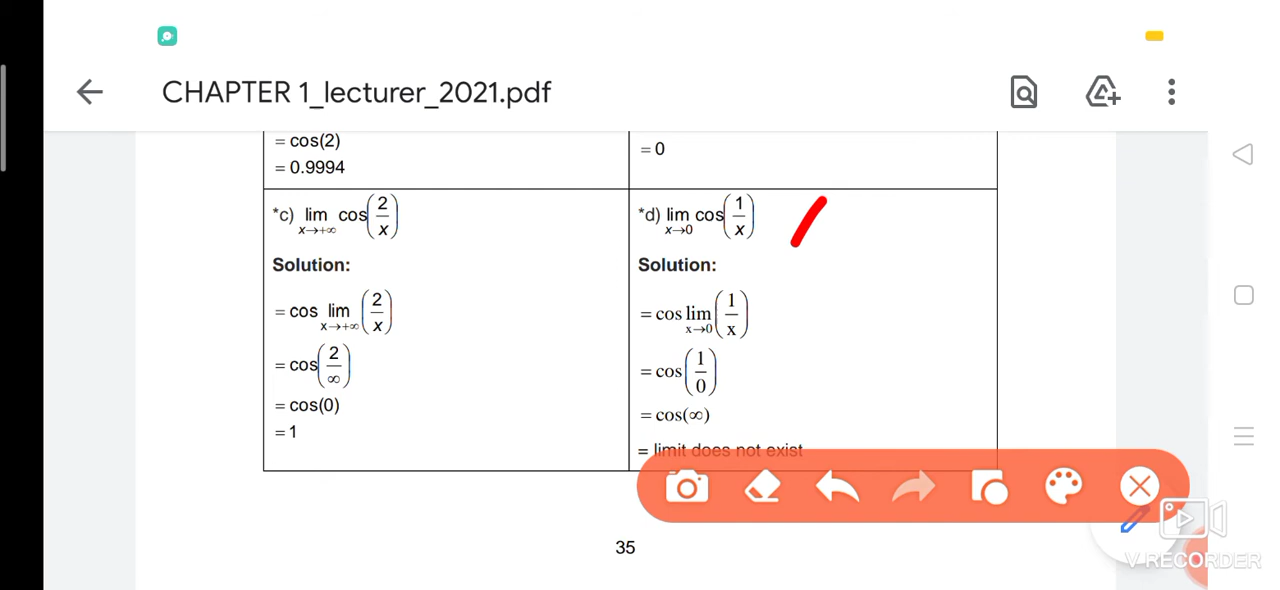 CHAPTER 1_lecturer_2021.pdf
= cos(2)
= 0.9994
= 0
*c) lim x→+∞ cos(2/x)
Solution:
= cos lim x→+∞ (2/x)
= cos(2/∞)
= cos(0)
= 1
*d) lim x→0 cos(1/x)
Solution:
= cos lim x→0 (1/x)
= cos(1/0)
= cos(∞)
= limit does not exist
35
V RECORDER